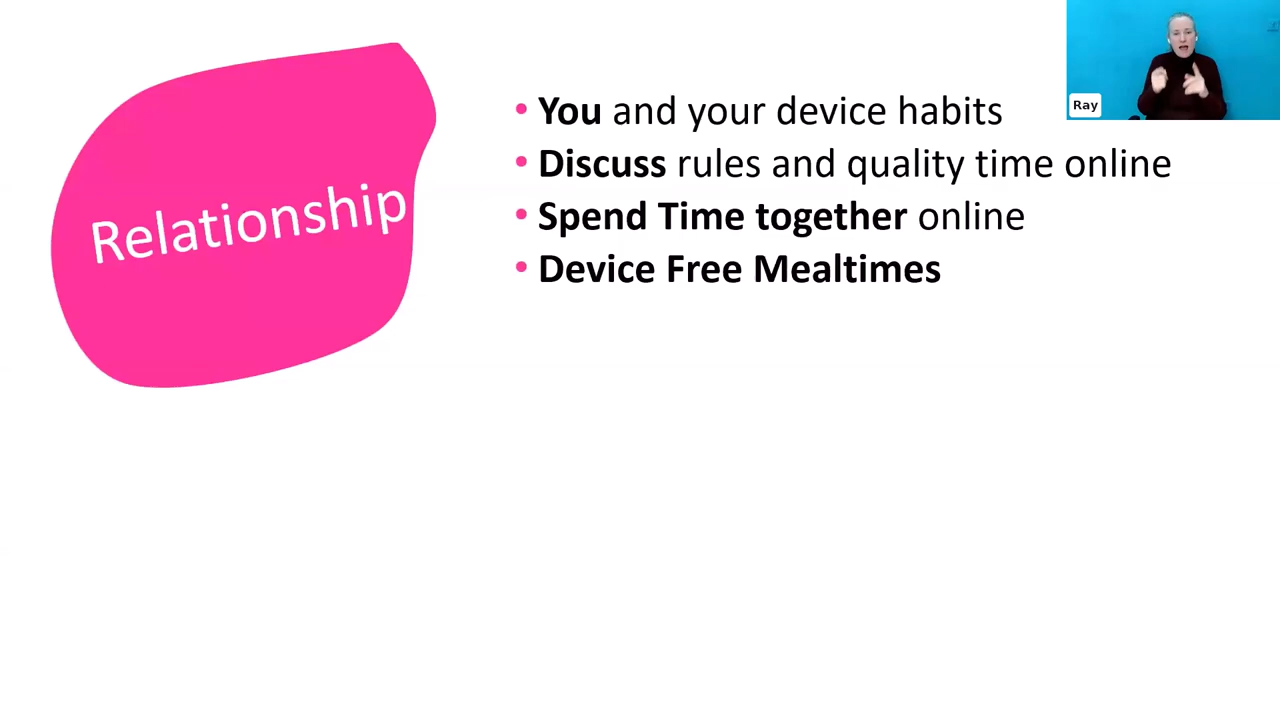 Relationship
• You and your device habits
• Discuss rules and quality time online
• Spend Time together online
• Device Free Mealtimes
Ray